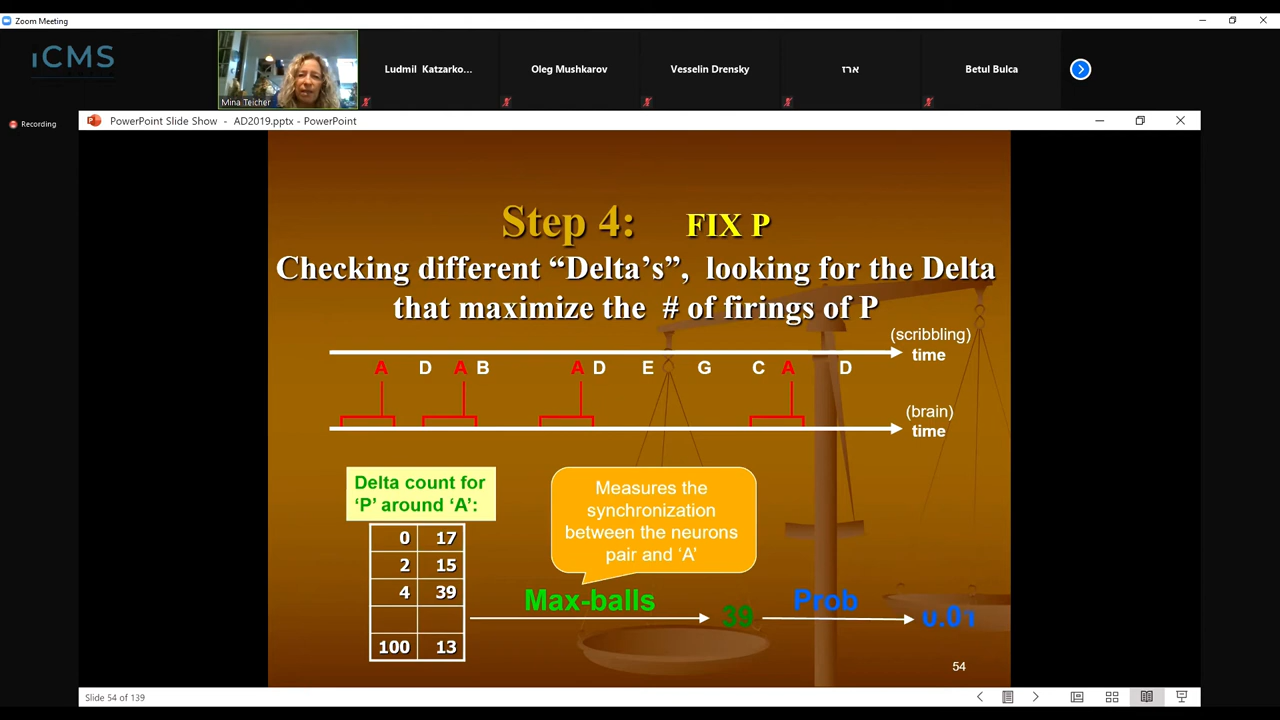 Zoom Meeting
iCMS
Mina Teicher
Ludmil Katzarko...
Oleg Mushkarov
Vesselin Drensky
ארז
Betul Bulca
Recording
PowerPoint Slide Show - AD2019.pptx - PowerPoint
Step 4: FIX P
Checking different “Delta’s”, looking for the Delta
that maximize the # of firings of P
(scribbling)
time
A D A B A D E G C A D
(brain)
time
Delta count for
‘P’ around ‘A’:
0 17
2 15
4 39
100 13
Measures the
synchronization
between the neurons
pair and ‘A’
Max-balls
39
Prob
0.01
54
Slide 54 of 139